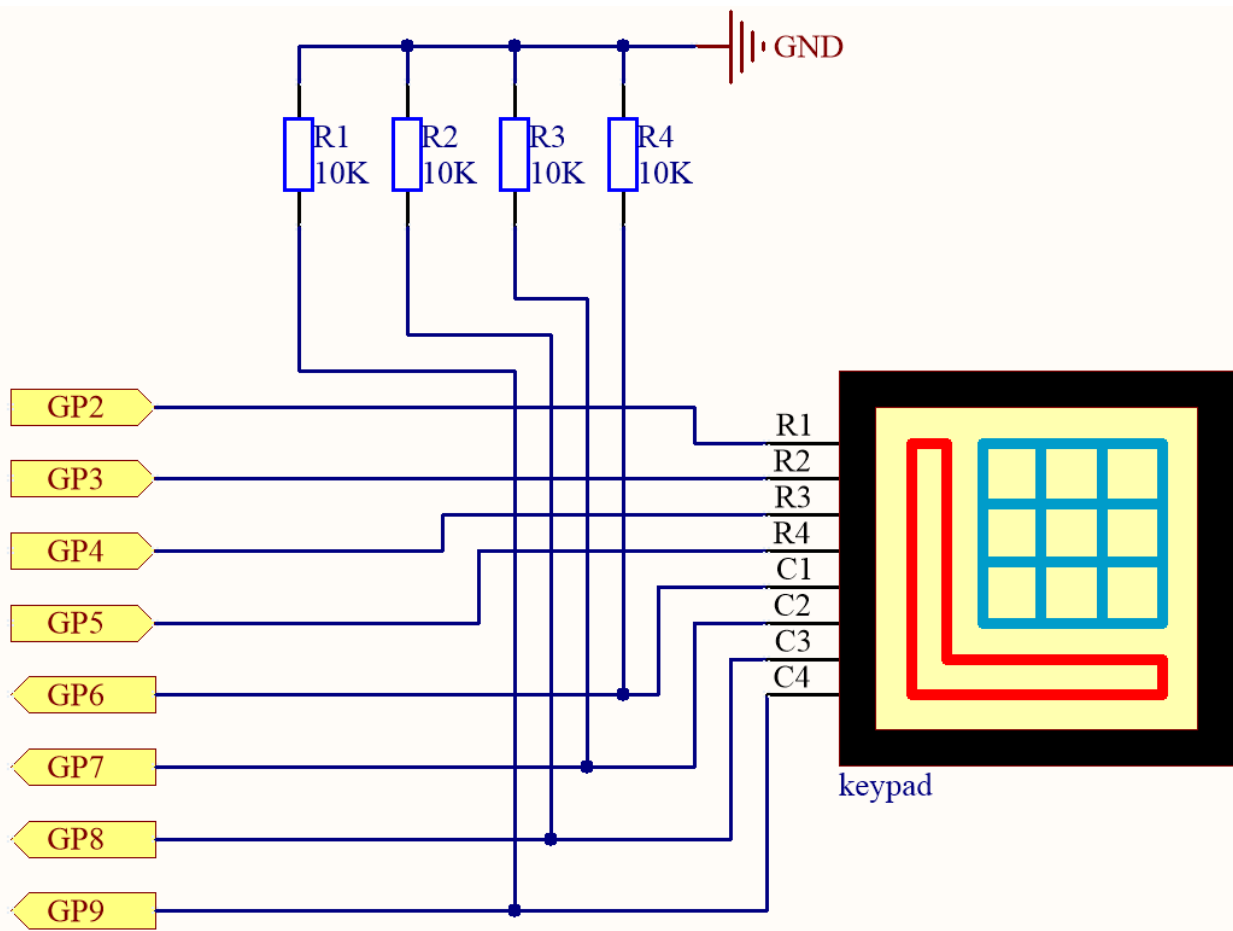 GND
R1
10K
R2
10K
R3
10K
R4
10K
GP2
GP3
GP4
GP5
GP6
GP7
GP8
GP9
R1
R2
R3
R4
C1
C2
C3
C4
keypad